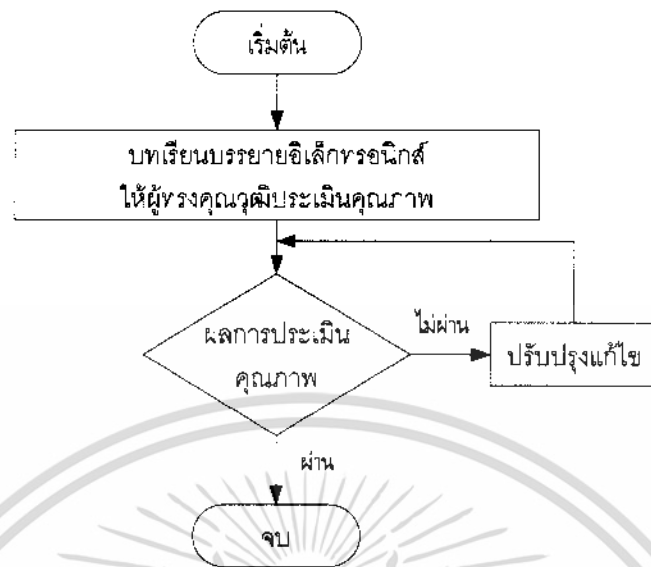 เริ่มต้น
บทเรียนบรรยายอิเล็กทรอนิกส์
ให้ผู้ทรงคุณวุฒิประเมินคุณภาพ
ผลการประเมิน
คุณภาพ
ไม่ผ่าน
ปรับปรุงแก้ไข
ผ่าน
จบ